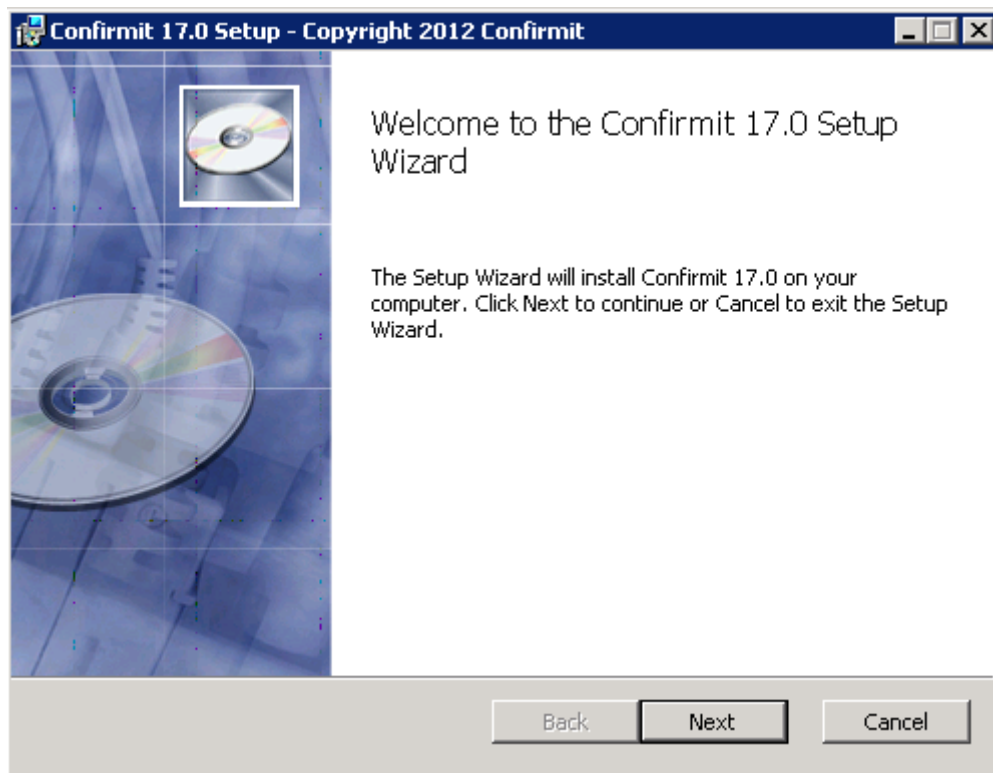 Confirmit 17.0 Setup - Copyright 2012 Confirmit
Welcome to the Confirmit 17.0 Setup
Wizard
The Setup Wizard will install Confirmit 17.0 on your
computer. Click Next to continue or Cancel to exit the Setup
Wizard.
Back Next Cancel